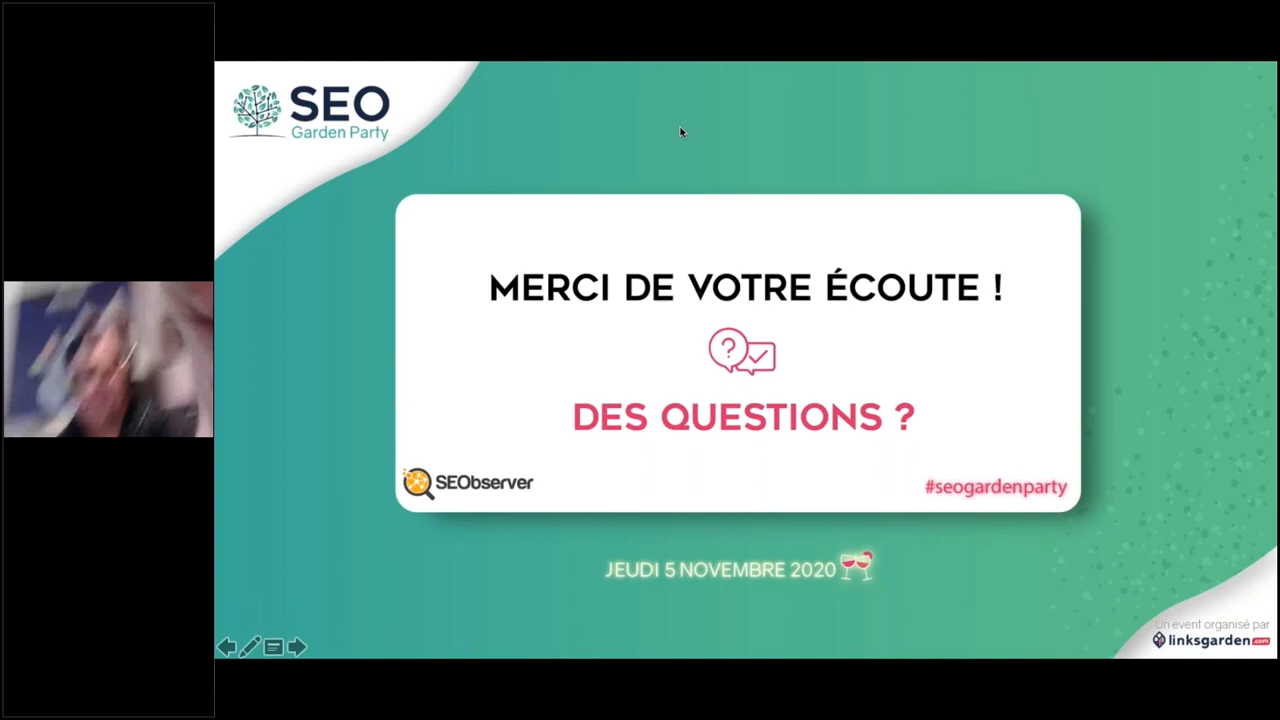 SEO
Garden Party
MERCI DE VOTRE ÉCOUTE !
?
DES QUESTIONS ?
SEObserver
#seogardenparty
JEUDI 5 NOVEMBRE 2020
Un event organisé par
linksgarden.com